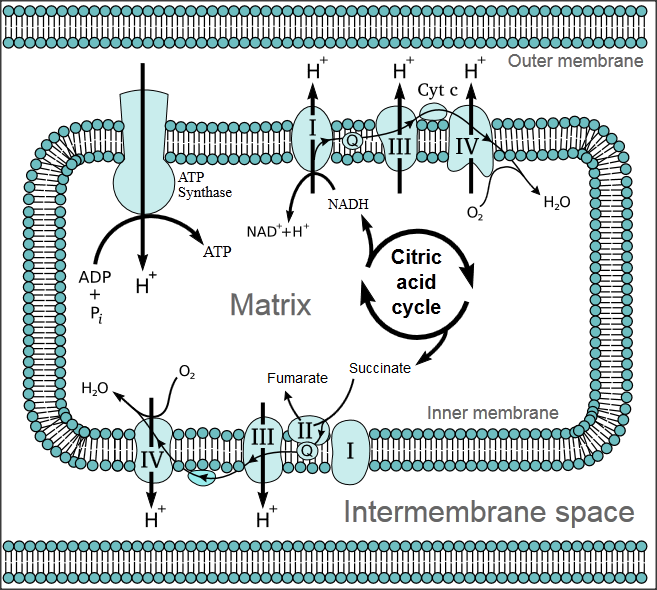 Outer membrane
H⁺
H⁺
H⁺
Cyt c
I
Q
III
IV
ATP
Synthase
NADH
O₂
H₂O
NAD⁺+H⁺
ATP
ADP
+
Pi
H⁺
Citric
acid
cycle
Matrix
O₂
H₂O
Fumarate
Succinate
Inner membrane
IV
III
II
Q
I
H⁺
H⁺
Intermembrane space